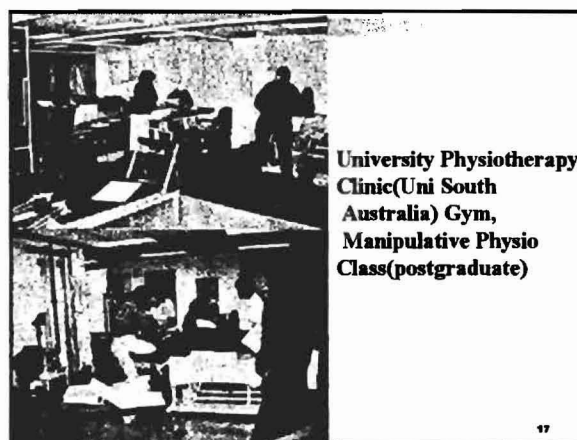 University Physiotherapy
Clinic(Uni South
Australia) Gym,
Manipulative Physio
Class(postgraduate)
17